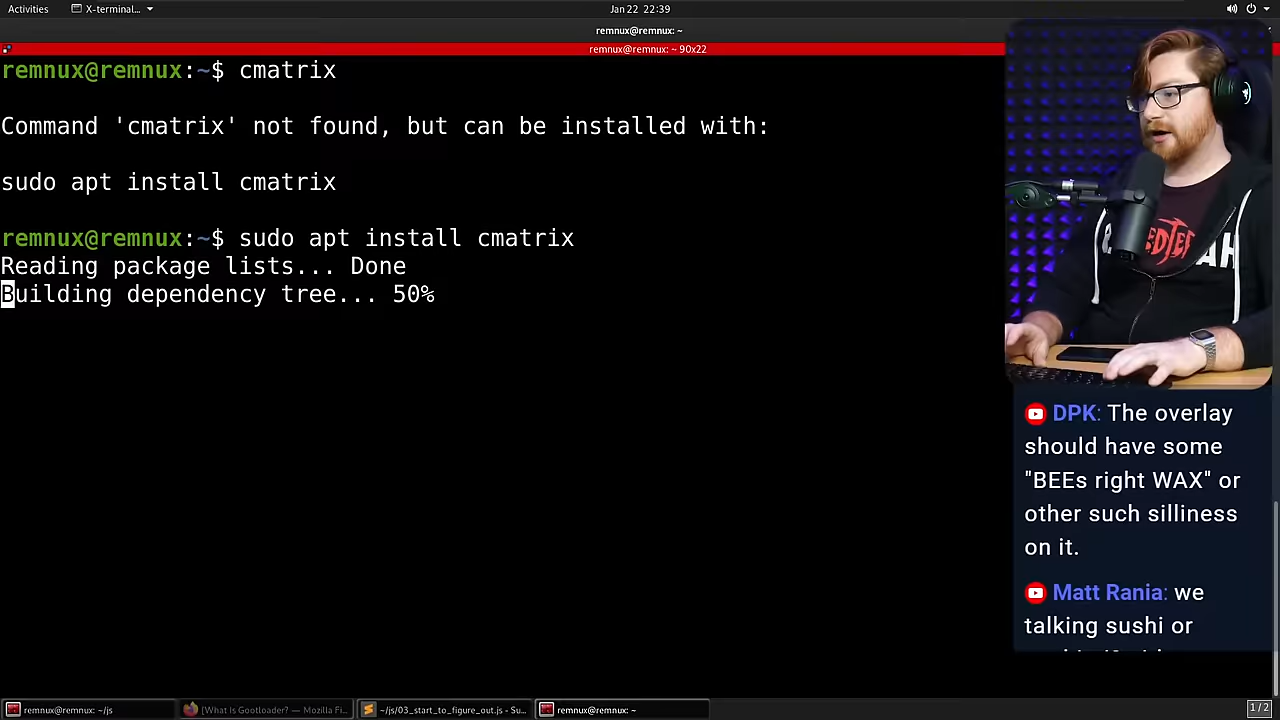 Activities
X-terminal...
Jan 22 22:39
remnux@remnux: ~
remnux@remnux: ~ 90x22
remnux@remnux:~$ cmatrix
Command 'cmatrix' not found, but can be installed with:
sudo apt install cmatrix
remnux@remnux:~$ sudo apt install cmatrix
Reading package lists... Done
Building dependency tree... 50%
DPK: The overlay
should have some
"BEEs right WAX" or
other such silliness
on it.
Matt Rania: we
talking sushi or
remnux@remnux: ~/js
(What Is Gootloader? — Mozilla Fi...
~/js/03_start_to_figure_out.js - Su...
remnux@remnux: ~
1/2